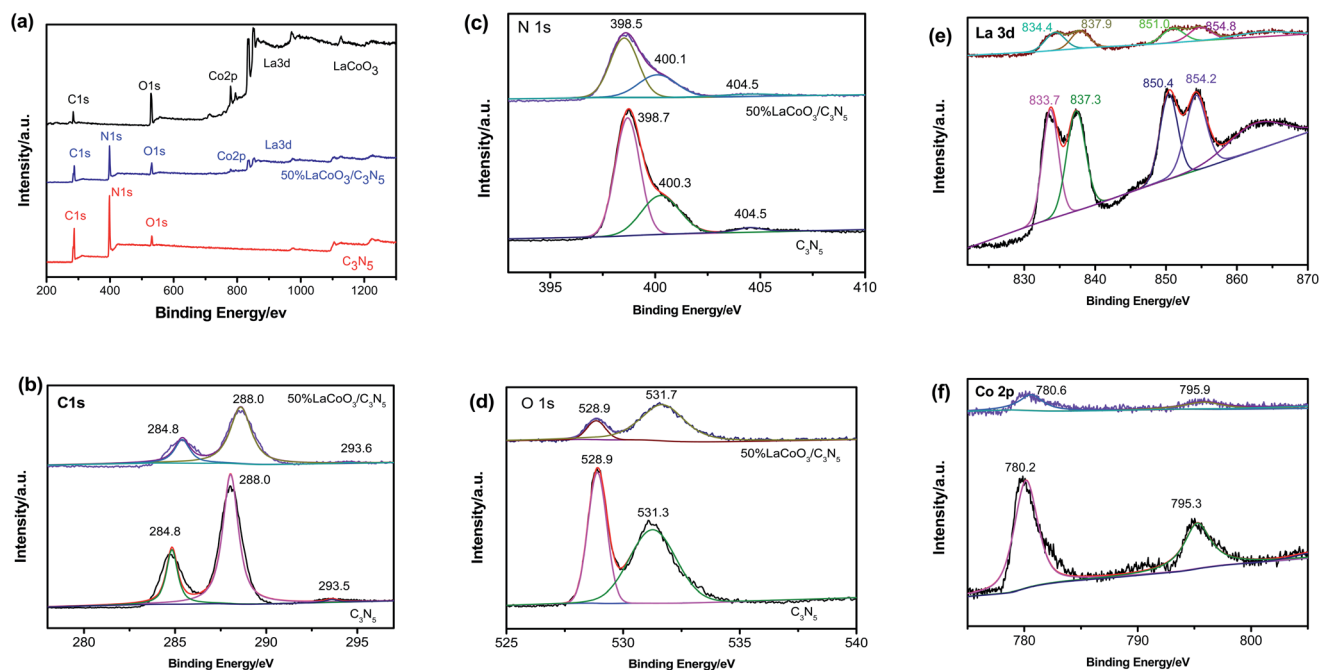 (a)
Intensity/a.u.
C1s
O1s
Co2p
La3d
LaCoO₃
C1s
N1s
O1s
Co2p
La3d
50%LaCoO₃/C₃N₅
C1s
N1s
O1s
C₃N₅
200 400 600 800 1000 1200
Binding Energy/ev
(c)
N 1s
Intensity/a.u.
398.5
400.1
404.5
50%LaCoO₃/C₃N₅
398.7
400.3
404.5
C₃N₅
395 400 405 410
Binding Energy/eV
(e)
La 3d
Intensity/a.u.
834.4 837.9 851.0 854.8
833.7 837.3 850.4 854.2
830 840 850 860 870
Binding Energy/eV
(b)
C1s
Intensity/a.u.
50%LaCoO₃/C₃N₅
284.8
288.0
293.6
284.8
288.0
293.5
C₃N₅
280 285 290 295
Binding Energy/eV
(d)
O 1s
Intensity/a.u.
528.9
531.7
50%LaCoO₃/C₃N₅
528.9
531.3
C₃N₅
525 530 535 540
Binding Energy/eV
(f)
Co 2p
Intensity/a.u.
780.6
795.9
780.2
795.3
780 790 800
Binding Energy/eV